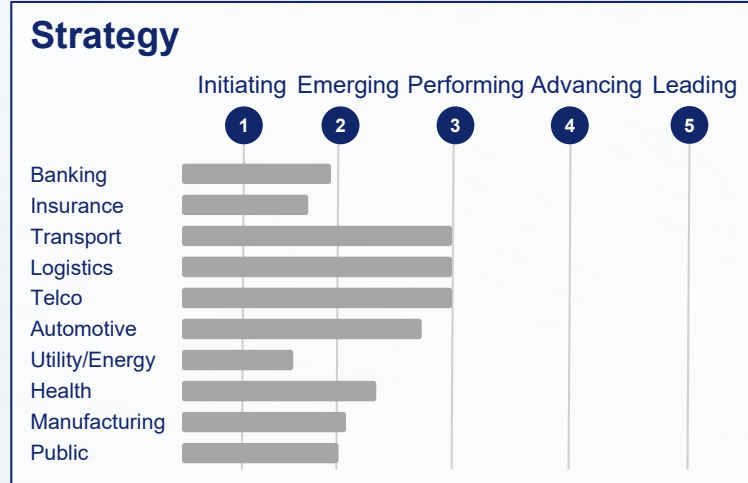 Strategy
Initiating Emerging Performing Advancing Leading
1 2 3 4 5
Banking
Insurance
Transport
Logistics
Telco
Automotive
Utility/Energy
Health
Manufacturing
Public